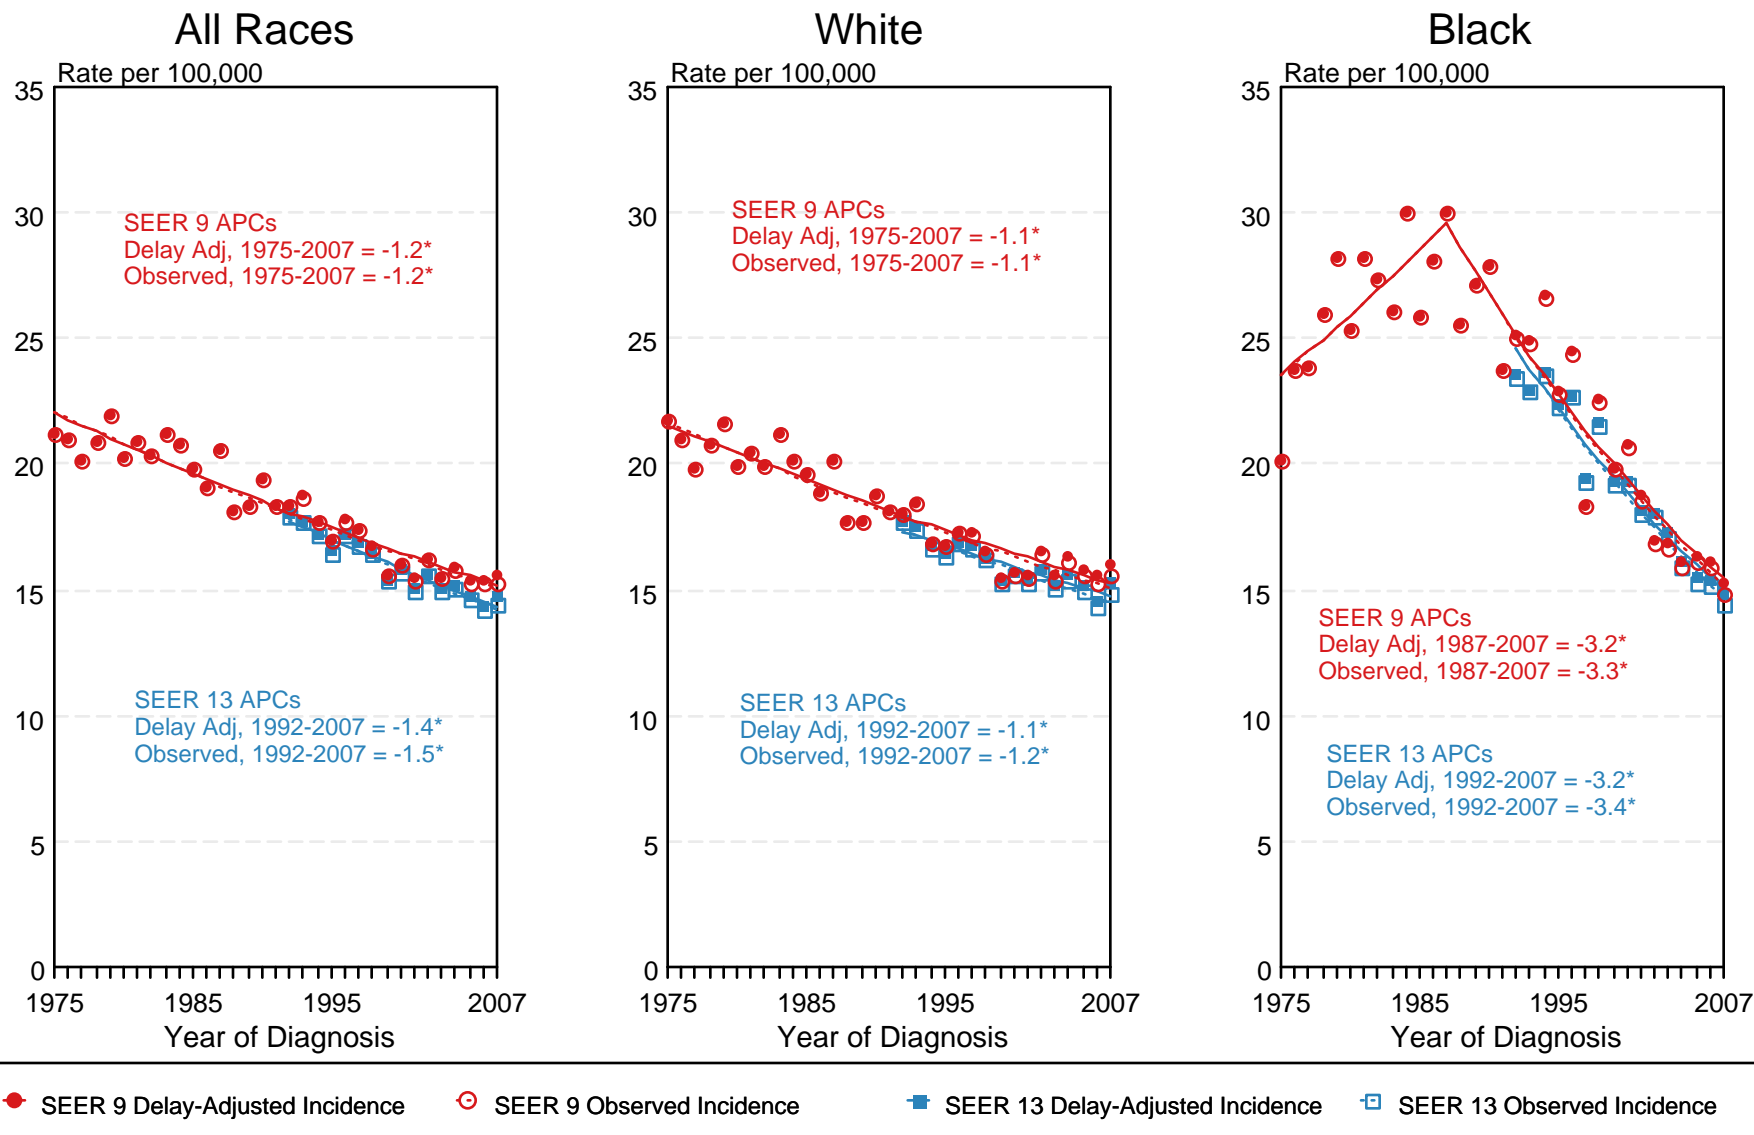 All Races
Rate per 100,000
35
30
25
20
15
10
5
0
SEER 9 APCs
Delay Adj, 1975-2007 = -1.2*
Observed, 1975-2007 = -1.2*
SEER 13 APCs
Delay Adj, 1992-2007 = -1.4*
Observed, 1992-2007 = -1.5*
1975 1985 1995 2007
Year of Diagnosis
White
Rate per 100,000
35
30
25
20
15
10
5
0
SEER 9 APCs
Delay Adj, 1975-2007 = -1.1*
Observed, 1975-2007 = -1.1*
SEER 13 APCs
Delay Adj, 1992-2007 = -1.1*
Observed, 1992-2007 = -1.2*
1975 1985 1995 2007
Year of Diagnosis
Black
Rate per 100,000
35
30
25
20
15
10
5
0
SEER 9 APCs
Delay Adj, 1987-2007 = -3.2*
Observed, 1987-2007 = -3.3*
SEER 13 APCs
Delay Adj, 1992-2007 = -3.2*
Observed, 1992-2007 = -3.4*
1975 1985 1995 2007
Year of Diagnosis
SEER 9 Delay-Adjusted Incidence SEER 9 Observed Incidence SEER 13 Delay-Adjusted Incidence SEER 13 Observed Incidence